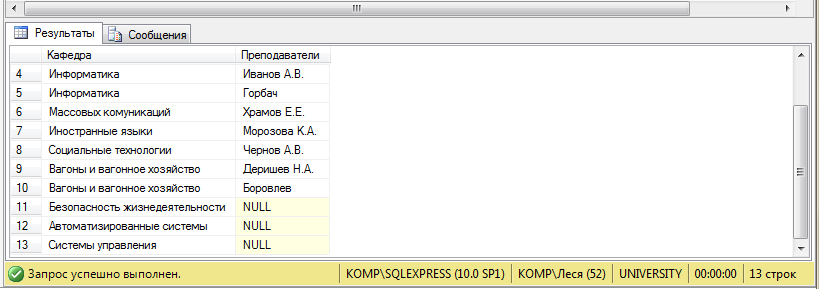 Результаты Сообщения
Кафедра Преподаватели
4 Информатика Иванов А.В.
5 Информатика Горбач
6 Массовых комуникаций Храмов Е.Е.
7 Иностранные языки Морозова К.А.
8 Социальные технологии Чернов А.В.
9 Вагоны и вагонное хозяйство Деришев Н.А.
10 Вагоны и вагонное хозяйство Боровлев
11 Безопасность жизнедеятельности NULL
12 Автоматизированные системы NULL
13 Системы управления NULL
Запрос успешно выполнен. KOMP\SQLEXPRESS (10.0 SP1) KOMP\Леся (52) UNIVERSITY 00:00:00 13 строк